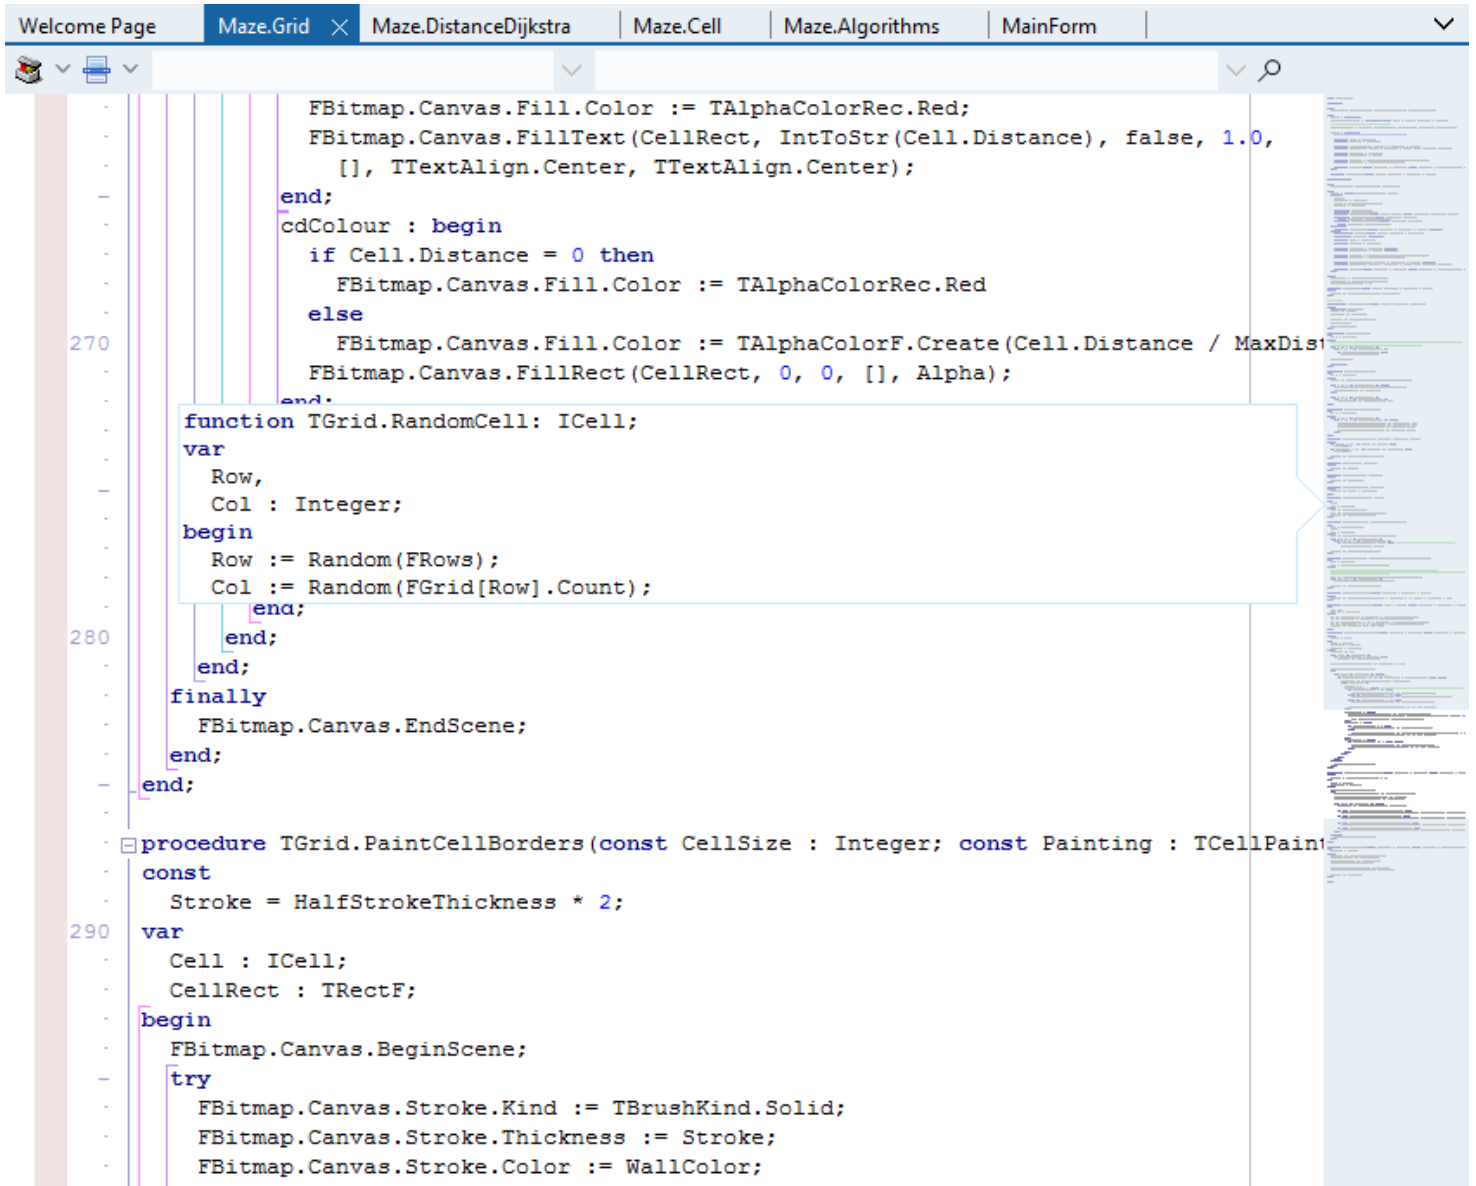 Welcome Page Maze.Grid Maze.DistanceDijkstra Maze.Cell Maze.Algorithms MainForm
FBitmap.Canvas.Fill.Color := TAlphaColorRec.Red;
FBitmap.Canvas.FillText(CellRect, IntToStr(Cell.Distance), false, 1.0,
[], TTextAlign.Center, TTextAlign.Center);
end;
cdColour : begin
if Cell.Distance = 0 then
FBitmap.Canvas.Fill.Color := TAlphaColorRec.Red
else
270 FBitmap.Canvas.Fill.Color := TAlphaColorF.Create(Cell.Distance / MaxDist
FBitmap.Canvas.FillRect(CellRect, 0, 0, [], Alpha);
end;
function TGrid.RandomCell: ICell;
var
Row,
Col : Integer;
begin
Row := Random(FRows);
Col := Random(FGrid[Row].Count);
end;
280 end;
end;
finally
FBitmap.Canvas.EndScene;
end;
end;
procedure TGrid.PaintCellBorders(const CellSize : Integer; const Painting : TCellPaint
const
Stroke = HalfStrokeThickness * 2;
290 var
Cell : ICell;
CellRect : TRectF;
begin
FBitmap.Canvas.BeginScene;
try
FBitmap.Canvas.Stroke.Kind := TBrushKind.Solid;
FBitmap.Canvas.Stroke.Thickness := Stroke;
FBitmap.Canvas.Stroke.Color := WallColor;